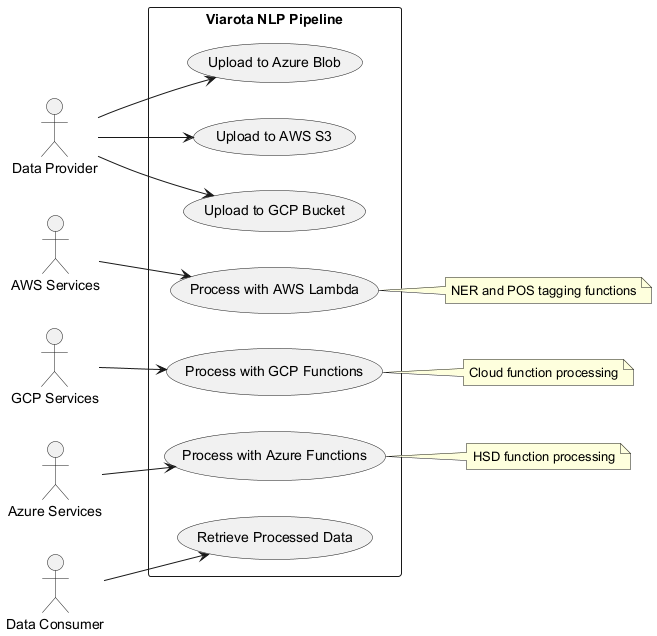 Viarota NLP Pipeline
Upload to Azure Blob
Upload to AWS S3
Data Provider
Upload to GCP Bucket
AWS Services
Process with AWS Lambda
NER and POS tagging functions
GCP Services
Process with GCP Functions
Cloud function processing
Azure Services
Process with Azure Functions
HSD function processing
Retrieve Processed Data
Data Consumer